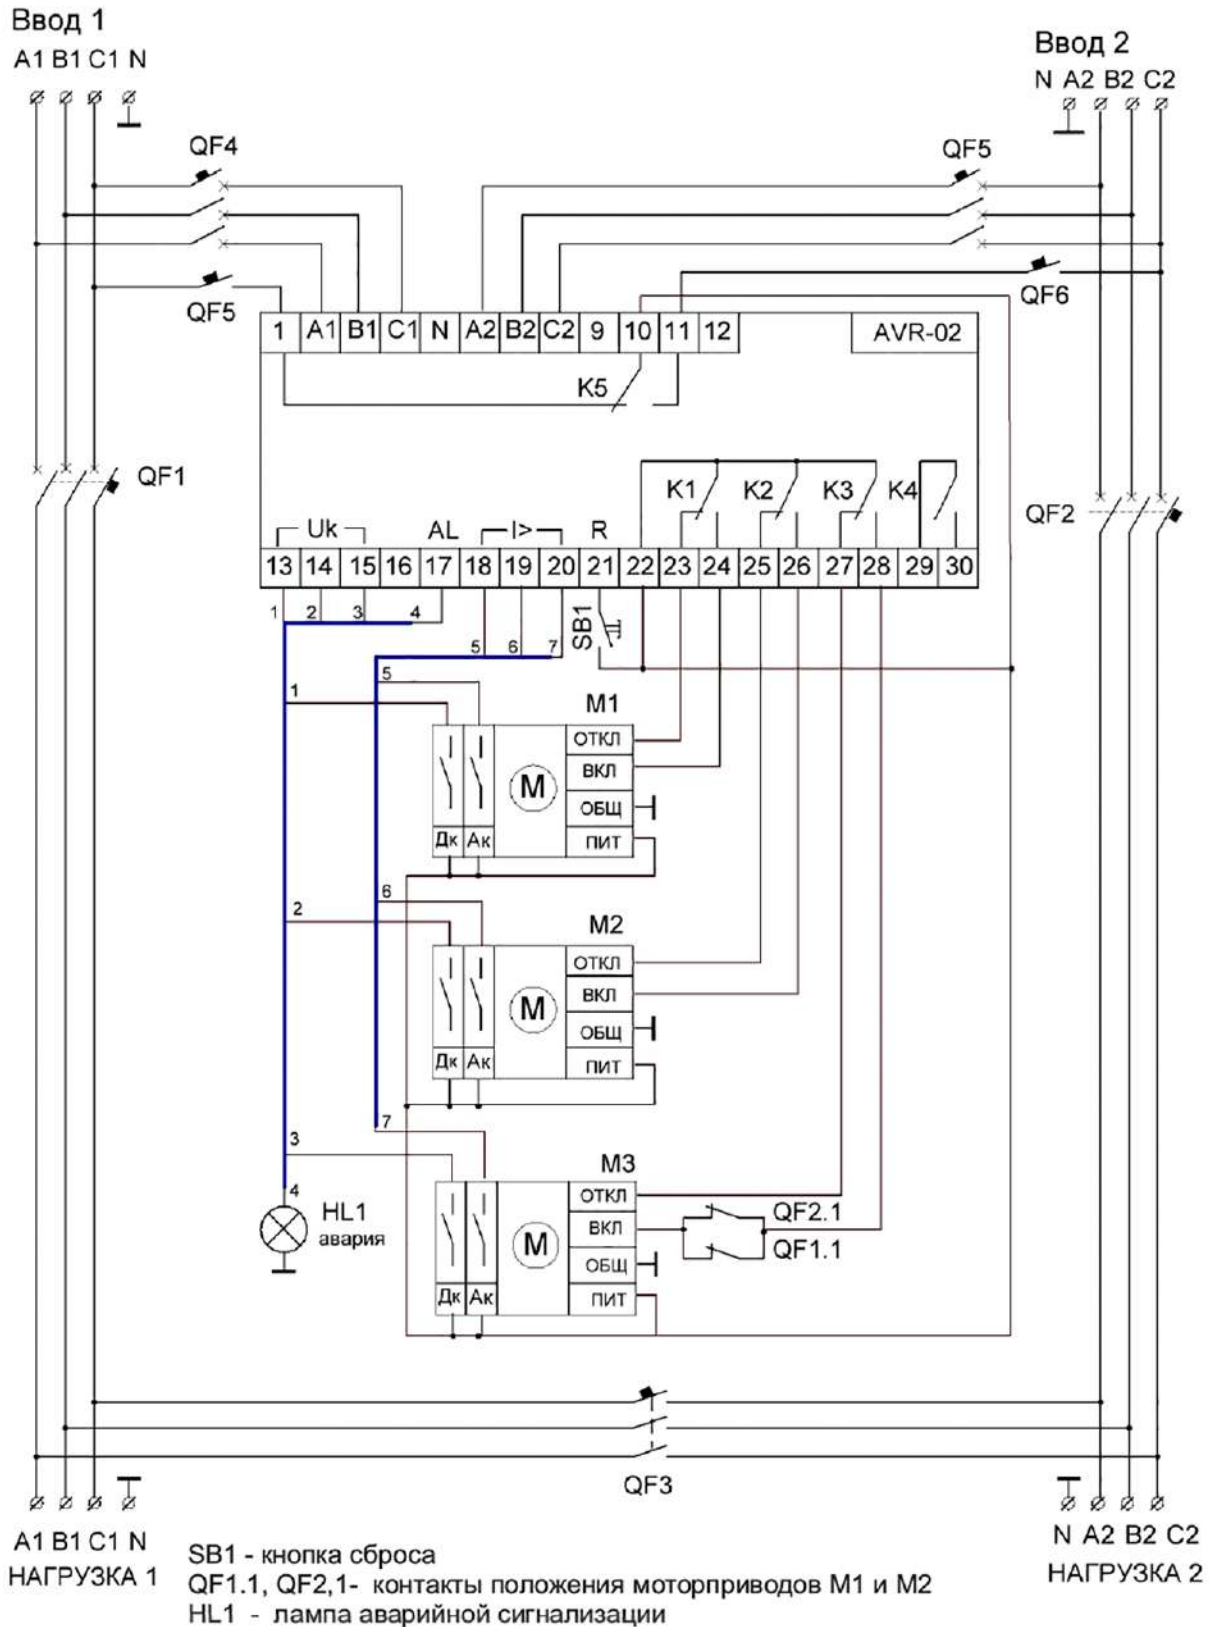 Ввод 1
A1 B1 C1 N
Ввод 2
N A2 B2 C2
QF4
QF5
QF5
QF6
1 A1 B1 C1 N A2 B2 C2 9 10 11 12
AVR-02
K5
QF1
K1 K2 K3 K4
QF2
Uk AL I> R
13 14 15 16 17 18 19 20 21 22 23 24 25 26 27 28 29 30
1 2 3 4
SB1
5 6 7
5
1
M1
ОТКЛ
ВКЛ
M
ОБЩ
Дк Ак ПИТ
6
2
M2
ОТКЛ
ВКЛ
M
ОБЩ
Дк Ак ПИТ
7
3
M3
4
ОТКЛ
HL1
QF2.1
ВКЛ
авария
M
QF1.1
ОБЩ
Дк Ак ПИТ
QF3
A1 B1 C1 N
НАГРУЗКА 1
N A2 B2 C2
НАГРУЗКА 2
SB1 - кнопка сброса
QF1.1, QF2,1- контакты положения моторприводов М1 и М2
HL1 - лампа аварийной сигнализации